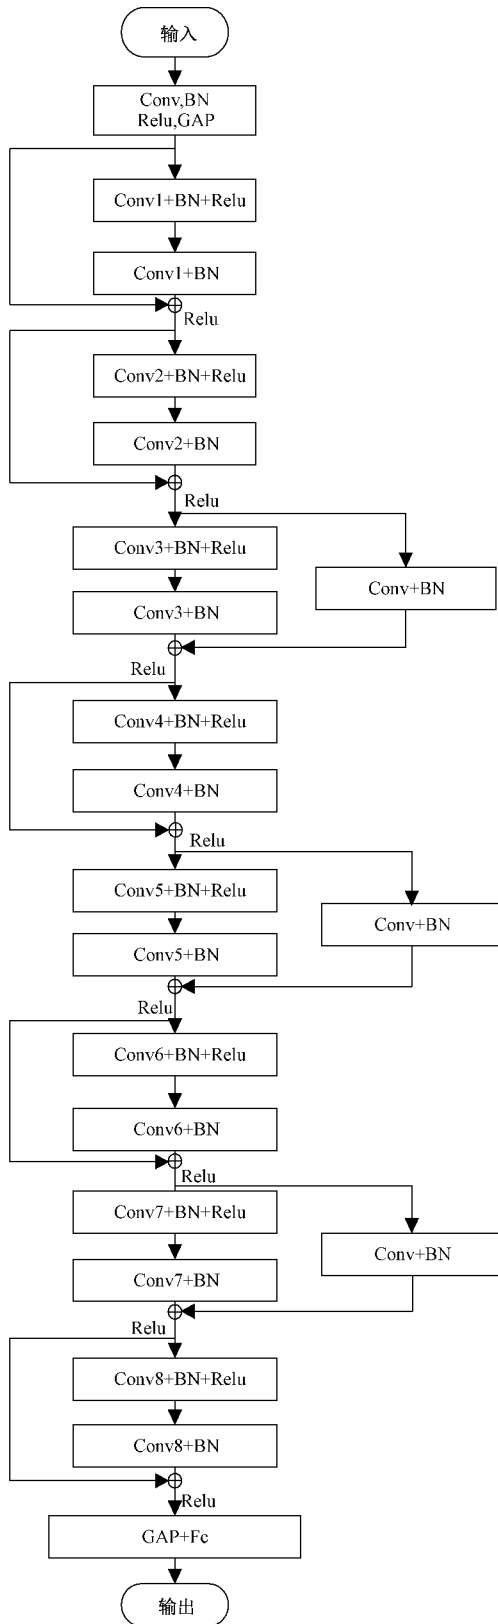 输入
Conv,BN
Relu,GAP
Conv1+BN+Relu
Conv1+BN
Relu
Conv2+BN+Relu
Conv2+BN
Relu
Conv3+BN+Relu
Conv+BN
Conv3+BN
Relu
Conv4+BN+Relu
Conv4+BN
Relu
Conv5+BN+Relu
Conv+BN
Conv5+BN
Relu
Conv6+BN+Relu
Conv6+BN
Relu
Conv7+BN+Relu
Conv+BN
Conv7+BN
Relu
Conv8+BN+Relu
Conv8+BN
Relu
GAP+Fc
输出